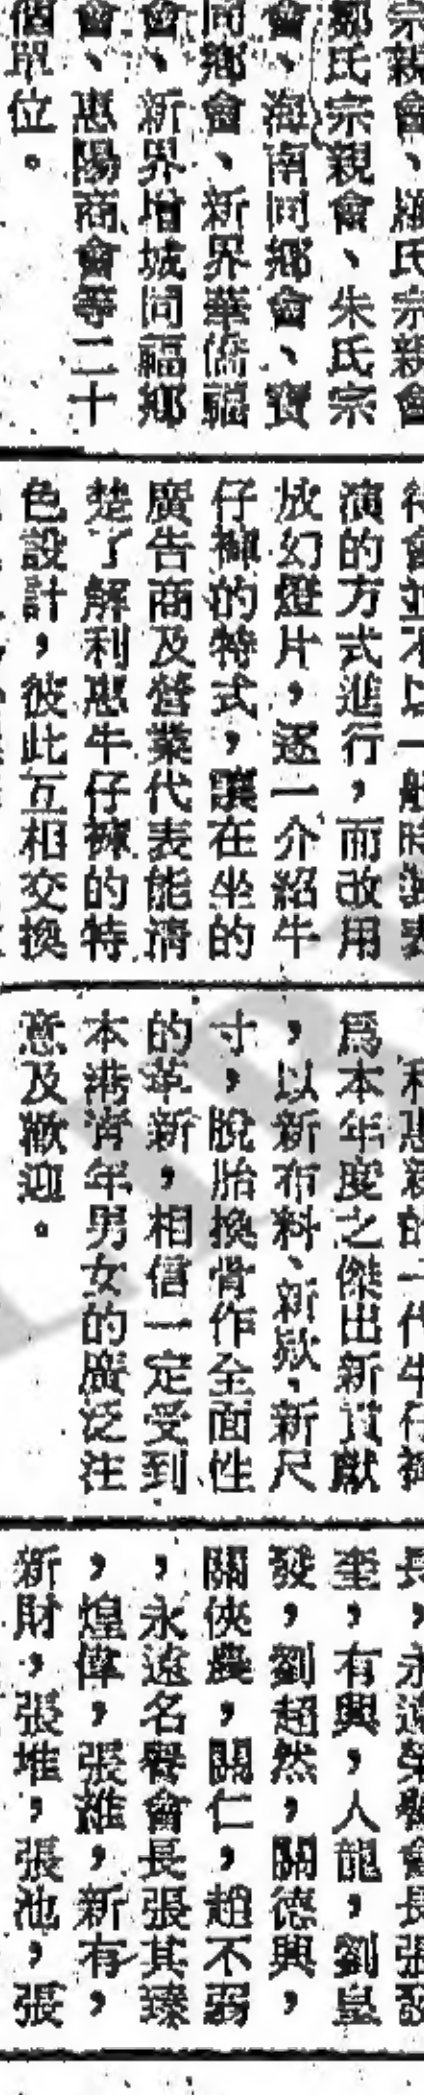 宗親會、羅氏宗親會
鄭氏宗親會、朱氏宗
會、海南同鄉會、寶
同鄉會、新界華僑福
會、新界增城同福鄉
會、惠陽商會等二十
個單位。
待會並不以一般時裝表
演的方式進行，而改用
放幻燈片，逐一介紹牛
仔褲的特式，讓在坐的
廣告商及營業代表能清
楚了解利惠牛仔褲的特
色設計，彼此互相交換
利惠新的一代牛仔褲
爲本年度之傑出新貢獻
，以新布料、新款、新尺
寸，脫胎換骨作全面性
的革新，相信一定受到
本港青年男女的廣泛注
意及歡迎。
長，永遠榮譽會長張
奎，有興，人龍，劉皇
發，劉超然，關德興，
關俠農，關仁，趙不弱
，永遠名譽會長張其臻
，煌偉，張雄，新有，
新財，張堆，張池，張